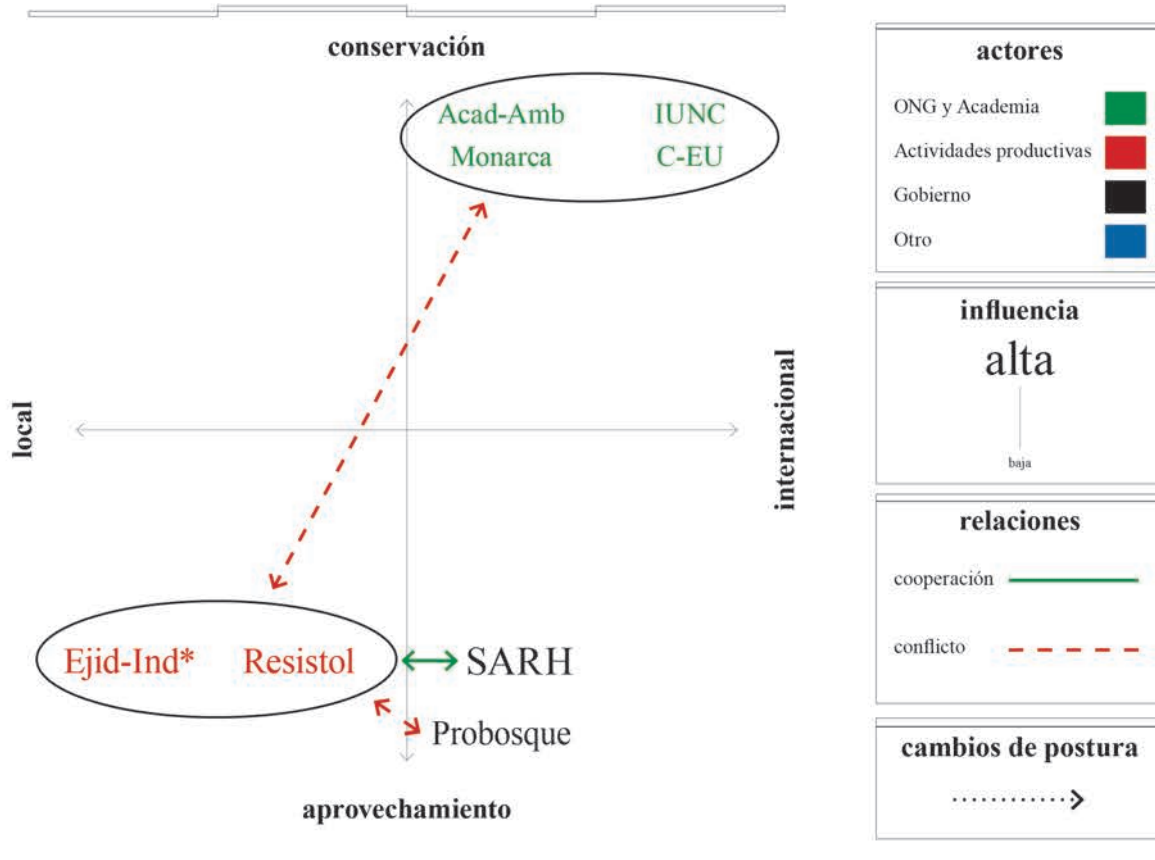 conservación
Acad-Amb IUNC
Monarca C-EU
local
internacional
Ejid-Ind* Resistol
SARH
Probosque
aprovechamiento
actores
ONG y Academia
Actividades productivas
Gobierno
Otro
influencia
alta
baja
relaciones
cooperación
conflicto
cambios de postura